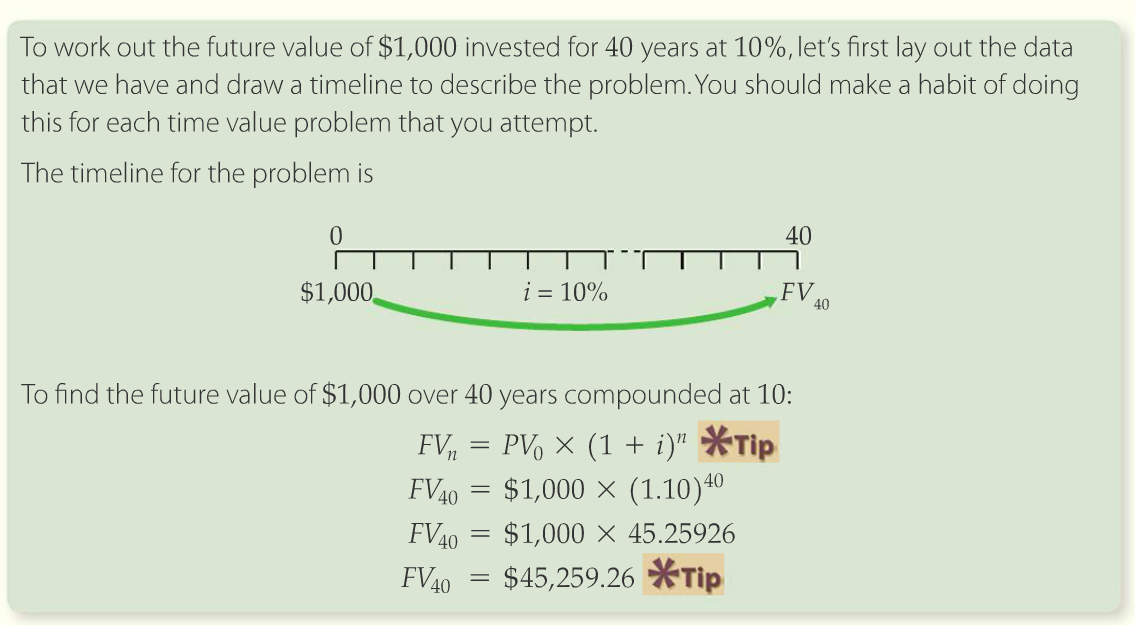 To work out the future value of $1,000 invested for 40 years at 10%, let's first lay out the data
that we have and draw a timeline to describe the problem. You should make a habit of doing
this for each time value problem that you attempt.
The timeline for the problem is
0 40
$1,000 i = 10% FV₄₀
To find the future value of $1,000 over 40 years compounded at 10:
FVₙ = PV₀ × (1 + i)ⁿ *Tip
FV₄₀ = $1,000 × (1.10)⁴⁰
FV₄₀ = $1,000 × 45.25926
FV₄₀ = $45,259.26 *Tip